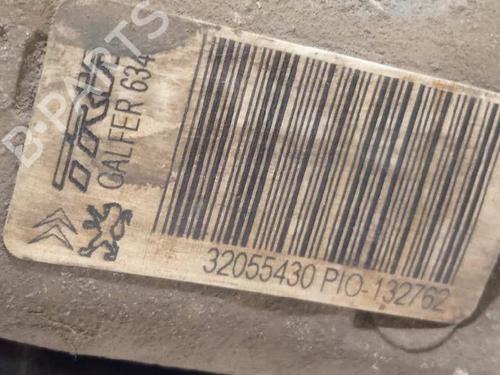 TRW
GALFER 634
32055430 PIO-132762
B-PARTS